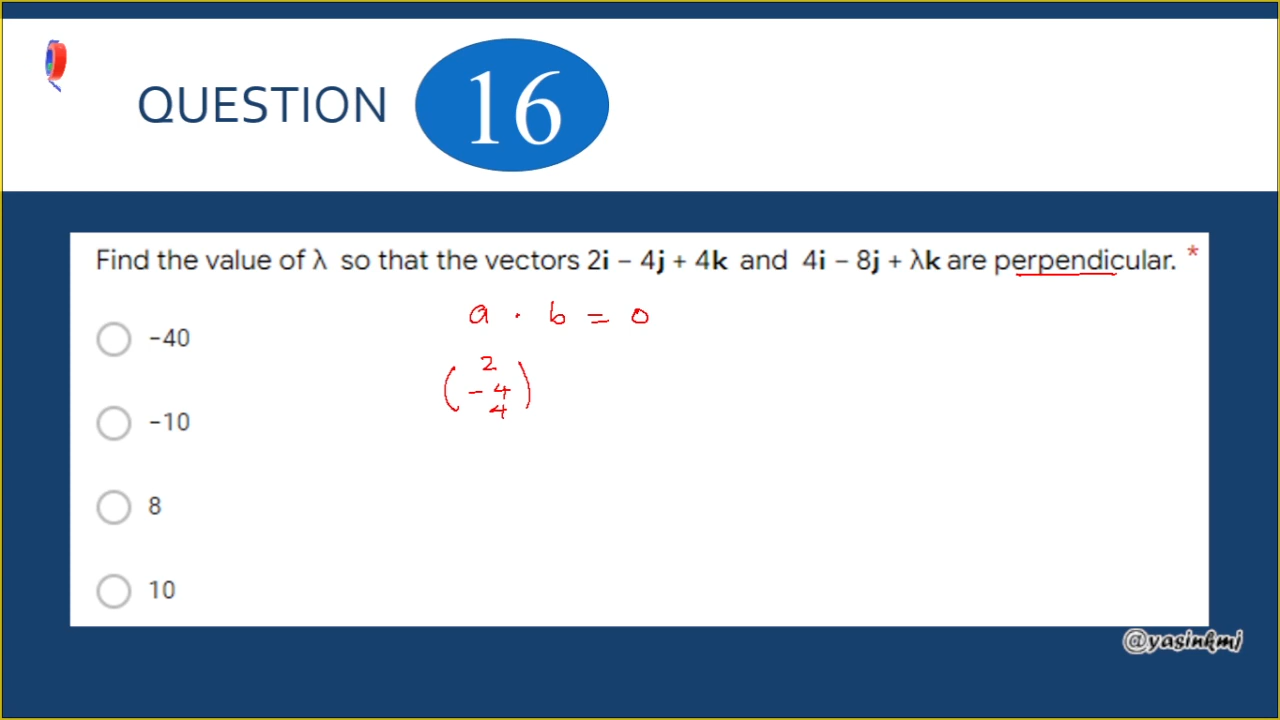 QUESTION 16
Find the value of λ so that the vectors 2i − 4j + 4k and 4i − 8j + λk are perpendicular. *
a · b = 0
-40
2
-4
4
-10
8
10
@yasinkmj